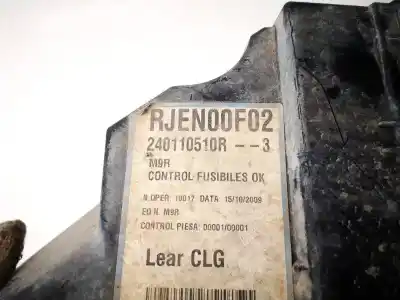 RJEN00F02
240110510R --3
M9R
CONTROL FUSIBILES OK
N.OPER: 10017 DATA 15/10/2009
EQ N. M9R
CONTROL PIESA: 00001/00001
Lear CLG